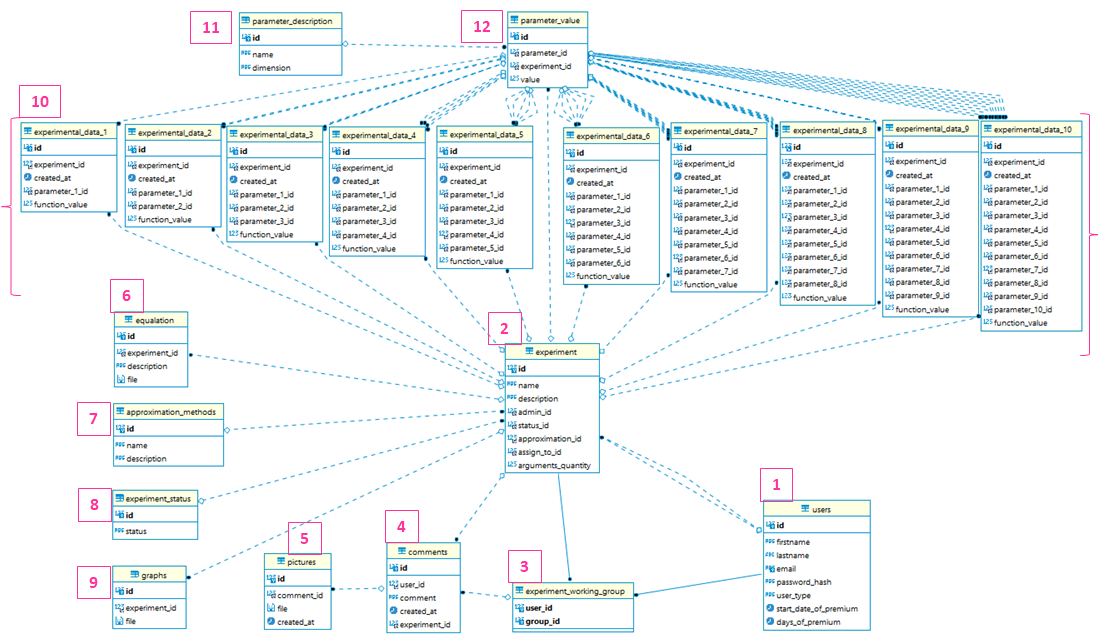 11
parameter_description
id
name
dimension
12
parameter_value
id
parameter_id
experiment_id
value
10
experimental_data_1
id
experiment_id
created_at
parameter_1_id
function_value
experimental_data_2
id
experiment_id
created_at
parameter_1_id
parameter_2_id
function_value
experimental_data_3
id
experiment_id
created_at
parameter_1_id
parameter_2_id
parameter_3_id
function_value
experimental_data_4
id
experiment_id
created_at
parameter_1_id
parameter_2_id
parameter_3_id
parameter_4_id
function_value
experimental_data_5
id
experiment_id
created_at
parameter_1_id
parameter_2_id
parameter_3_id
parameter_4_id
parameter_5_id
function_value
experimental_data_6
id
experiment_id
created_at
parameter_1_id
parameter_2_id
parameter_3_id
parameter_4_id
parameter_5_id
parameter_6_id
function_value
experimental_data_7
id
experiment_id
created_at
parameter_1_id
parameter_2_id
parameter_3_id
parameter_4_id
parameter_5_id
parameter_6_id
parameter_7_id
function_value
experimental_data_8
id
experiment_id
created_at
parameter_1_id
parameter_2_id
parameter_3_id
parameter_4_id
parameter_5_id
parameter_6_id
parameter_7_id
parameter_8_id
function_value
experimental_data_9
id
experiment_id
created_at
parameter_1_id
parameter_2_id
parameter_3_id
parameter_4_id
parameter_5_id
parameter_6_id
parameter_7_id
parameter_8_id
parameter_9_id
function_value
experimental_data_10
id
experiment_id
created_at
parameter_1_id
parameter_2_id
parameter_3_id
parameter_4_id
parameter_5_id
parameter_6_id
parameter_7_id
parameter_8_id
parameter_9_id
parameter_10_id
function_value
6
equalation
id
experiment_id
description
file
2
experiment
id
name
description
admin_id
status_id
approximation_id
assign_to_id
arguments_quantity
7
approximation_methods
id
name
description
8
experiment_status
id
status
1
users
id
firstname
lastname
email
password_hash
user_type
start_date_of_premium
days_of_premium
9
graphs
id
experiment_id
file
5
pictures
id
comment_id
file
created_at
4
comments
id
user_id
comment
created_at
experiment_id
3
experiment_working_group
user_id
group_id